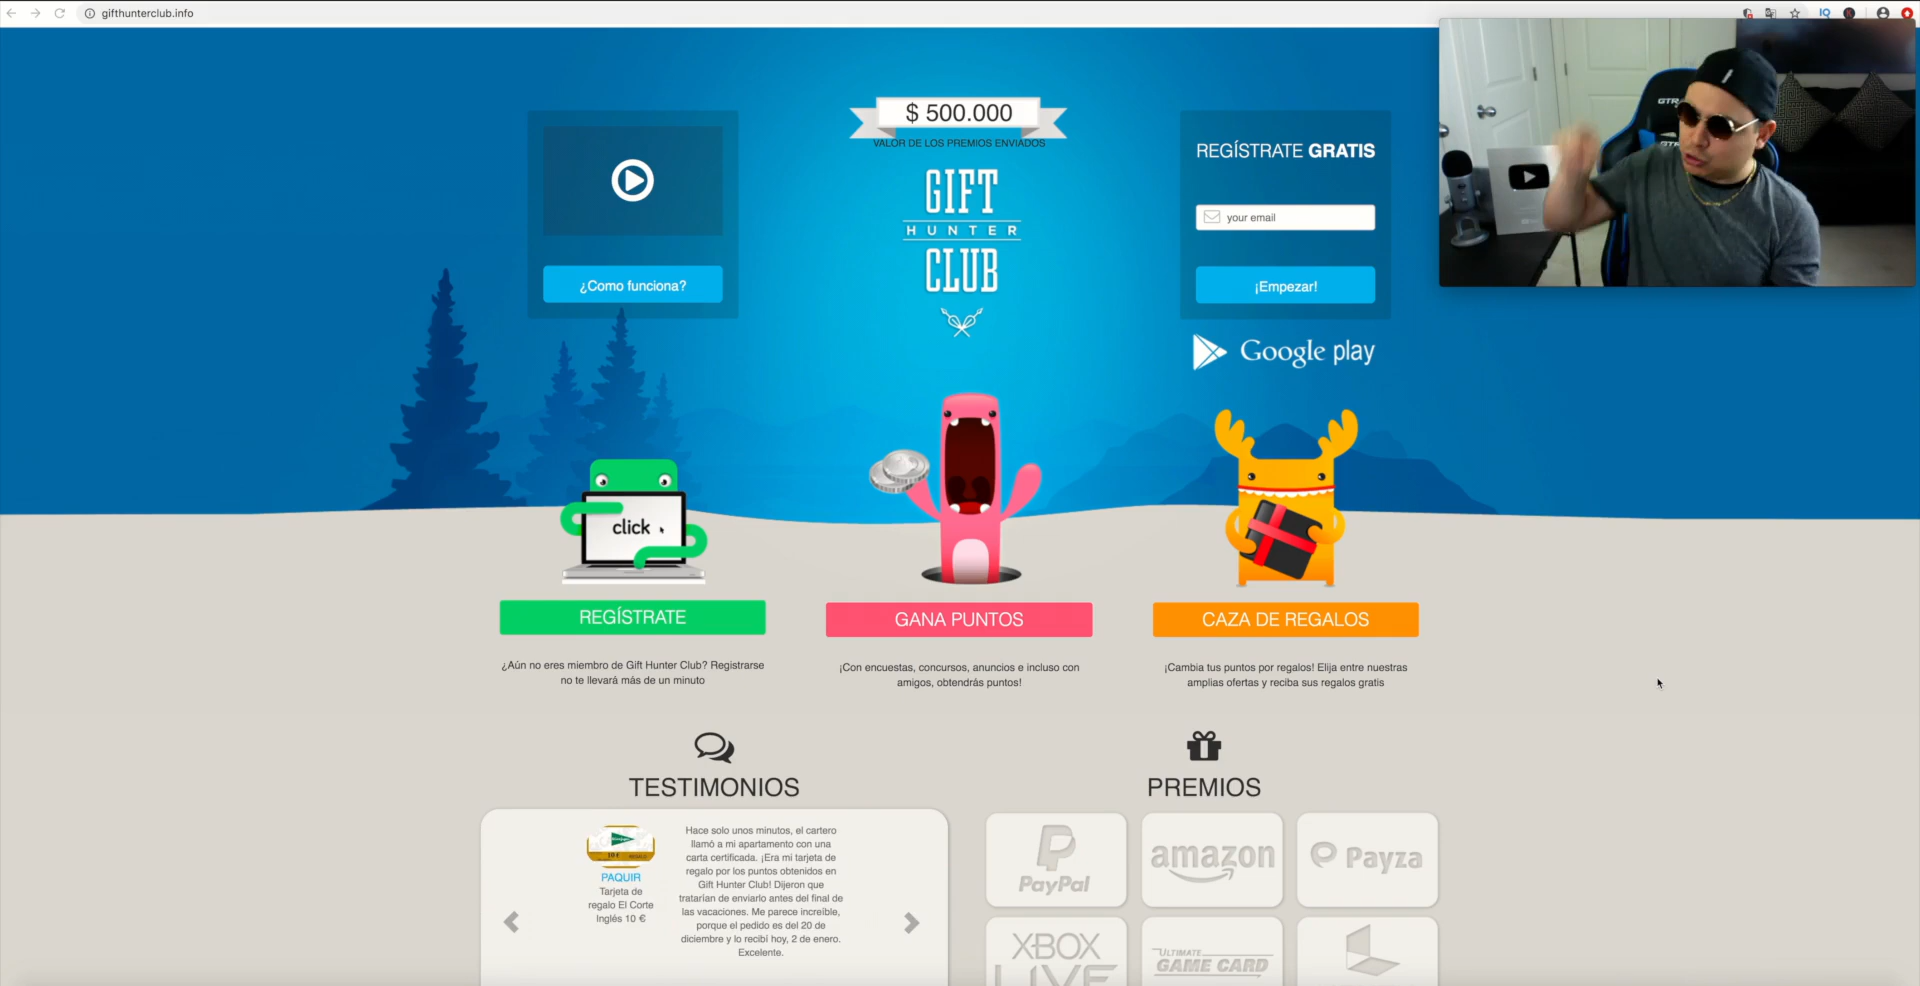 gifthunterclub.info
IQ
$ 500.000
VALOR DE LOS PREMIOS ENVIADOS
GIFT
HUNTER
CLUB
¿Como funciona?
REGÍSTRATE GRATIS
your email
¡Empezar!
Google play
GTR
click
REGÍSTRATE
GANA PUNTOS
CAZA DE REGALOS
¿Aún no eres miembro de Gift Hunter Club? Registrarse
no te llevará más de un minuto
¡Con encuestas, concursos, anuncios e incluso con
amigos, obtendrás puntos!
¡Cambia tus puntos por regalos! Elija entre nuestras
amplias ofertas y reciba sus regalos gratis
TESTIMONIOS
PREMIOS
10 €
PAQUIR
Tarjeta de
regalo El Corte
Inglés 10 €
Hace solo unos minutos, el cartero
llamó a mi apartamento con una
carta certificada. ¡Era mi tarjeta de
regalo por los puntos obtenidos en
Gift Hunter Club! Dijeron que
tratarían de enviarlo antes del final de
las vacaciones. Me parece increíble,
porque el pedido es del 20 de
diciembre y lo recibí hoy, 2 de enero.
Excelente.
PayPal
amazon
Payza
XBOX
LIVE
ULTIMATE
GAME CARD